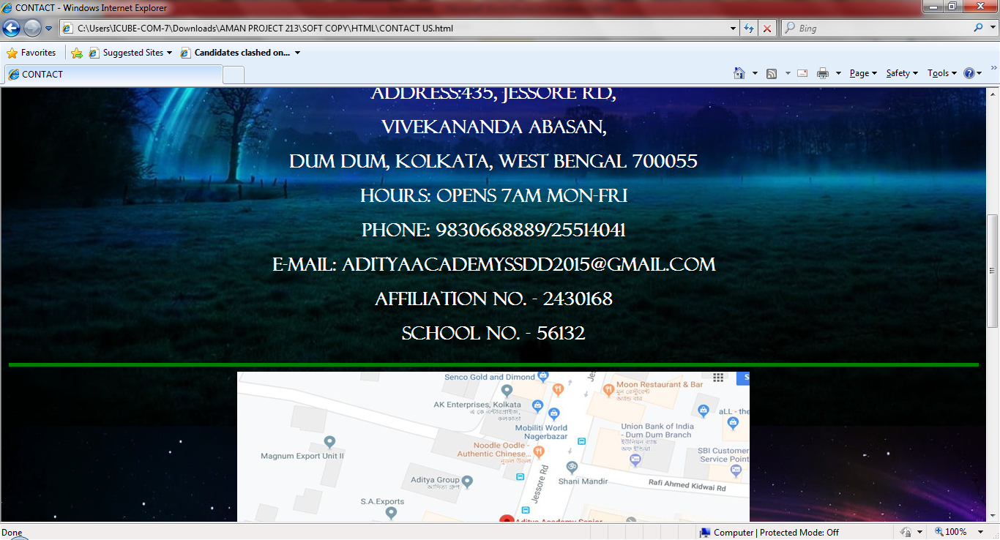 CONTACT - Windows Internet Explorer
C:\Users\ICUBE-COM-7\Downloads\AMAN PROJECT 213\SOFT COPY\HTML\CONTACT US.html
Bing
Favorites
Suggested Sites
Candidates clashed on...
CONTACT
Page
Safety
Tools
ADDRESS:435, JESSORE RD,
VIVEKANANDA ABASAN,
DUM DUM, KOLKATA, WEST BENGAL 700055
HOURS: OPENS 7AM MON-FRI
PHONE: 9830668889/25514041
E-MAIL: ADITYAACADEMYSSDD2015@GMAIL.COM
AFFILIATION NO. - 2430168
SCHOOL NO. - 56132
Senco Gold and Dimond
Moon Restaurant & Bar
মুন রেস্টুরেন্ট
অ্যান্ড বার
AK Enterprises, Kolkata
এ কে এন্টারপ্রাইজ,
কলকাতা
aLL - the
Mobiliti World
Nagerbazar
Union Bank of India
- Dum Dum Branch
ইউনিয়ন ব্যাঙ্ক
অফ ইন্ডিয়া
Noodle Oodle -
Authentic Chinese...
নুডল উডল
SBI Customer
Service Point
Magnum Export Unit II
Aditya Group
আদিত্য গ্রুপ
Jessore Rd
Shani Mandir
Rafi Ahmed Kidwai Rd
S.A.Exports
Aditya Academy Senior
Done
Computer | Protected Mode: Off
100%